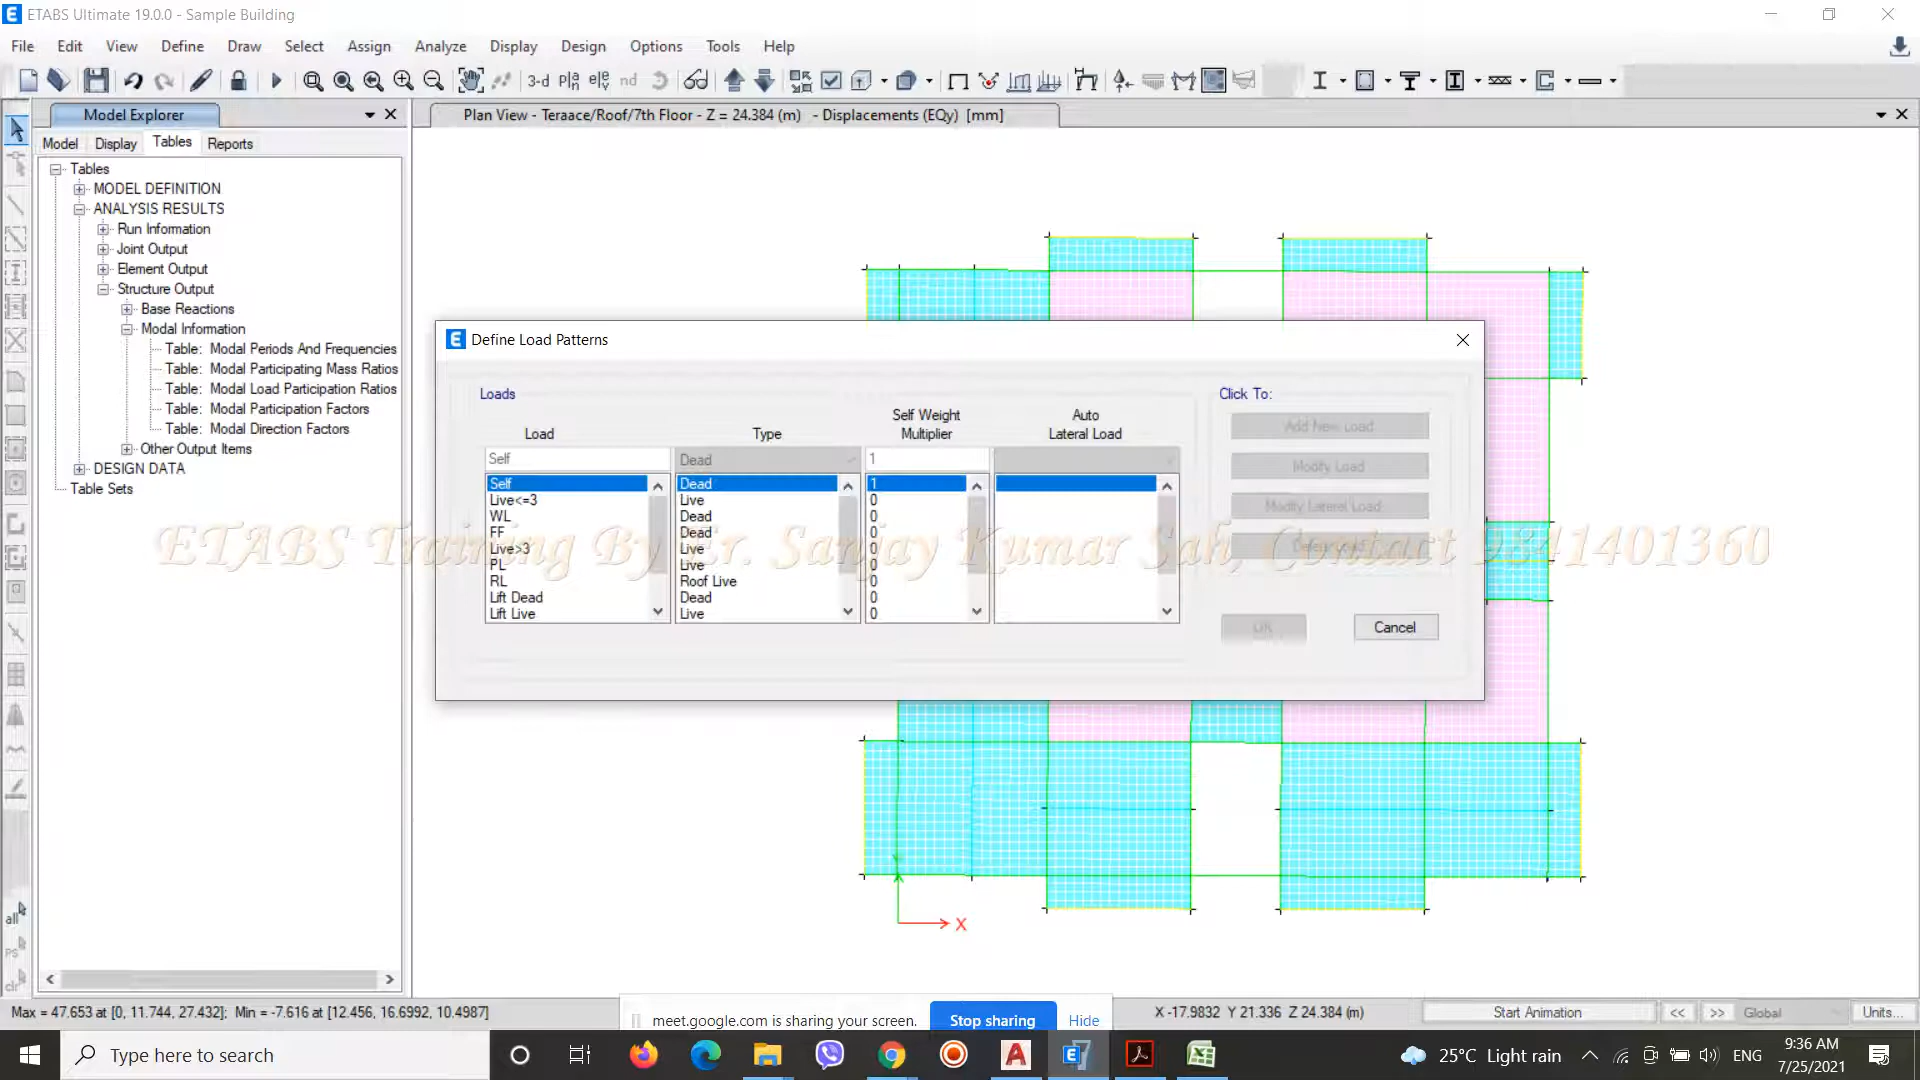 ETABS Ultimate 19.0.0 - Sample Building
File Edit View Define Draw Select Assign Analyze Display Design Options Tools Help
3-d
nd
Model Explorer
Plan View - Teraace/Roof/7th Floor - Z = 24.384 (m) - Displacements (EQy) [mm]
Model Display Tables Reports
Tables
MODEL DEFINITION
ANALYSIS RESULTS
Run Information
Joint Output
Element Output
Structure Output
Base Reactions
Modal Information
Table: Modal Periods And Frequencies
Table: Modal Participating Mass Ratios
Table: Modal Load Participation Ratios
Table: Modal Participation Factors
Table: Modal Direction Factors
Other Output Items
DESIGN DATA
Table Sets
Define Load Patterns
Loads
Click To:
Load Type Self Weight Multiplier Auto Lateral Load
Self Dead 1
Self Dead 1
Live<=3 Live 0
WL Dead 0
FF Dead 0
Live>3 Live 0
PL Live 0
RL Roof Live 0
Lift Dead Dead 0
Lift Live Live 0
Add New Load
Modify Load
Modify Lateral Load
OK
Cancel
ETABS Training By Er. Sanjay Kumar Sah, Contact 9841401360
X
all
PS
clr
Max = 47.653 at [0, 11.744, 27.432]; Min = -7.616 at [12.456, 16.6992, 10.4987]
meet.google.com is sharing your screen. Stop sharing Hide
X -17.9832 Y 21.336 Z 24.384 (m)
Start Animation << >> Global Units...
Type here to search
25°C Light rain
ENG
9:36 AM
7/25/2021